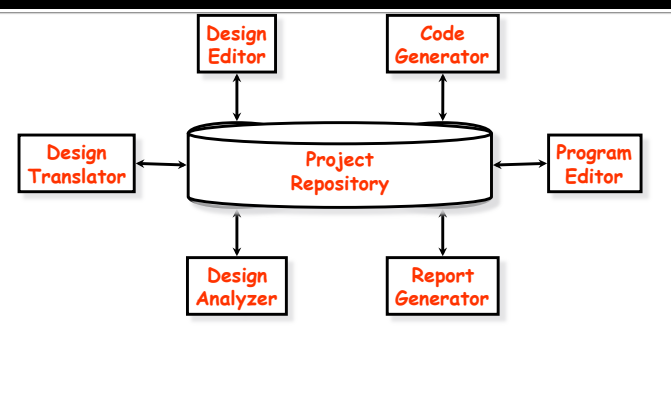 Design
Editor
Code
Generator
Design
Translator
Project
Repository
Program
Editor
Design
Analyzer
Report
Generator